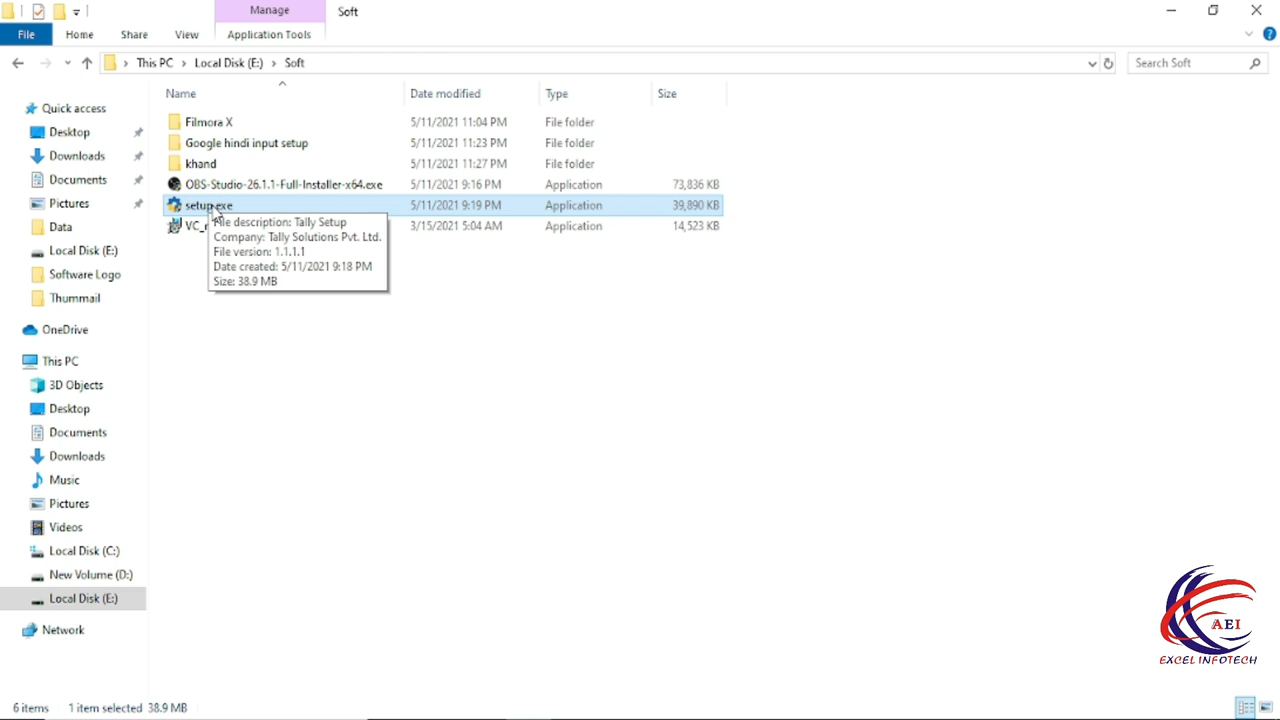 Manage
Soft
File
Home
Share
View
Application Tools
This PC
Local Disk (E:)
Soft
Search Soft
Name
Date modified
Type
Size
Quick access
Desktop
Downloads
Documents
Pictures
Data
Local Disk (E:)
Software Logo
Thummail
OneDrive
This PC
3D Objects
Desktop
Documents
Downloads
Music
Pictures
Videos
Local Disk (C:)
New Volume (D:)
Local Disk (E:)
Network
Filmora X 5/11/2021 11:04 PM File folder
Google hindi input setup 5/11/2021 11:23 PM File folder
khand 5/11/2021 11:27 PM File folder
OBS-Studio-26.1.1-Full-Installer-x64.exe 5/11/2021 9:16 PM Application 73,836 KB
setup.exe 5/11/2021 9:19 PM Application 39,890 KB
3/15/2021 5:04 AM Application 14,523 KB
File description: Tally Setup
Company: Tally Solutions Pvt. Ltd.
File version: 1.1.1.1
Date created: 5/11/2021 9:18 PM
Size: 38.9 MB
AEI
EXCEL INFOTECH
6 items
1 item selected 38.9 MB